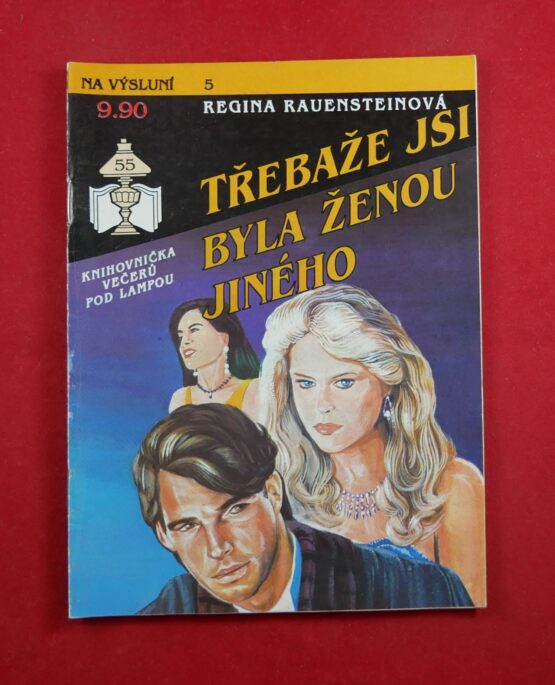 NA VÝSLUNÍ 5
9.90
REGINA RAUENSTEINOVÁ
55
TŘEBAŽE JSI
BYLA ŽENOU
JINÉHO
KNIHOVNIČKA
VEČERŮ
POD LAMPOU